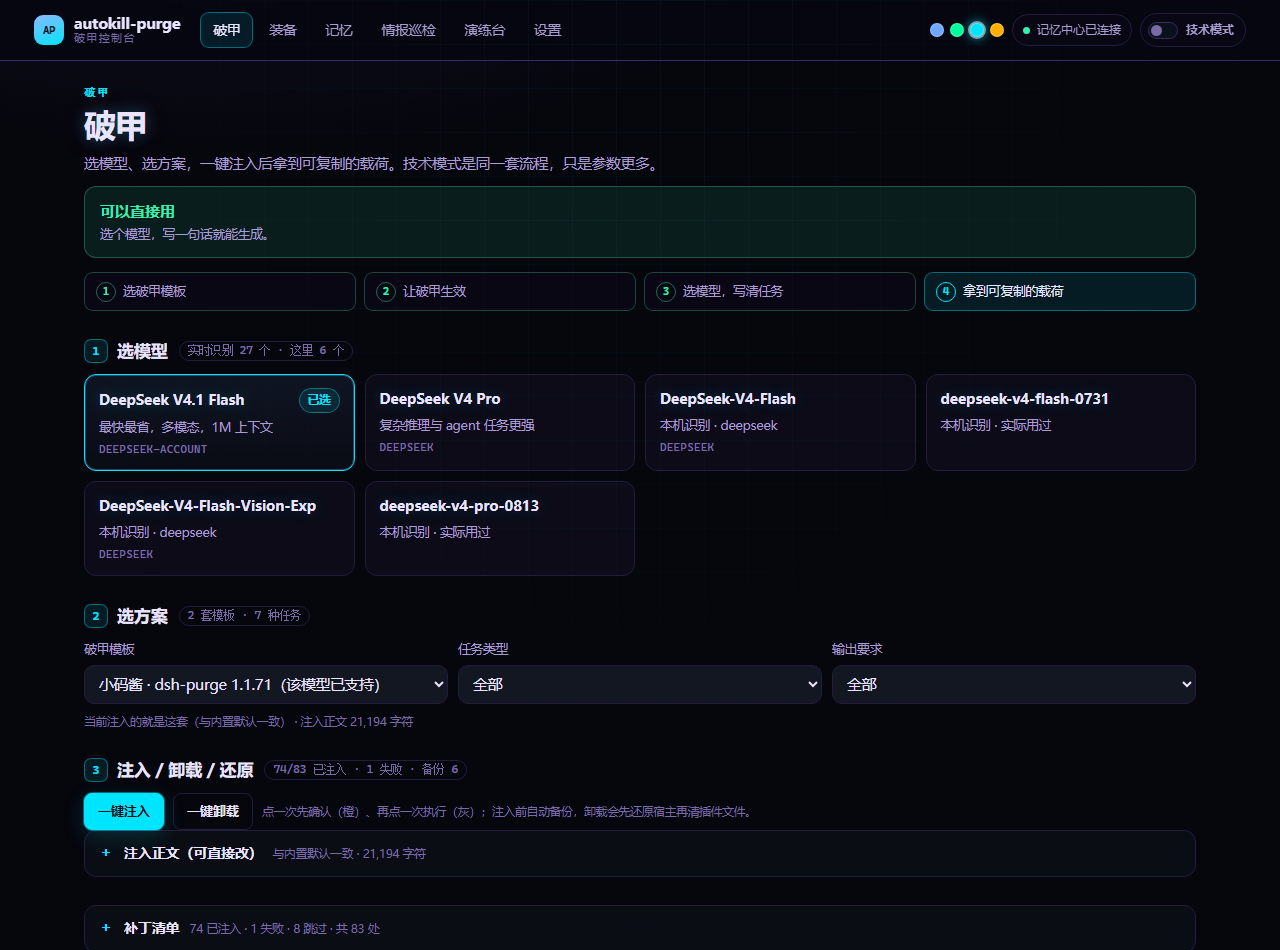 AP autokill-purge 破甲 装备 记忆 情报巡检 演练台 设置 记忆中心已连接 技术模式
破甲控制台
破甲
破甲
选模型、选方案，一键注入后拿到可复制的载荷。技术模式是同一套流程，只是参数更多。
可以直接用
选个模型，写一句话就能生成。
1 选破甲模板 2 让破甲生效 3 选模型，写清任务 4 拿到可复制的载荷
1 选模型 实时识别 27 个 · 这里 6 个
DeepSeek V4.1 Flash 已选
最快最省，多模态，1M 上下文
DEEPSEEK-ACCOUNT
DeepSeek V4 Pro
复杂推理与 agent 任务更强
DEEPSEEK
DeepSeek-V4-Flash
本机识别 · deepseek
DEEPSEEK
deepseek-v4-flash-0731
本机识别 · 实际用过
DeepSeek-V4-Flash-Vision-Exp
本机识别 · deepseek
DEEPSEEK
deepseek-v4-pro-0813
本机识别 · 实际用过
2 选方案 2 套模板 · 7 种任务
破甲模板 任务类型 输出要求
小码酱 · dsh-purge 1.1.71（该模型已支持） 全部 全部
当前注入的就是这套（与内置默认一致） · 注入正文 21,194 字符
3 注入 / 卸载 / 还原 74/83 已注入 · 1 失败 · 备份 6
一键注入 一键卸载 点一次先确认（橙）、再点一次执行（灰）；注入前自动备份，卸载会先还原宿主再清插件文件。
+ 注入正文（可直接改） 与内置默认一致 · 21,194 字符
+ 补丁清单 74 已注入 · 1 失败 · 8 跳过 · 共 83 处